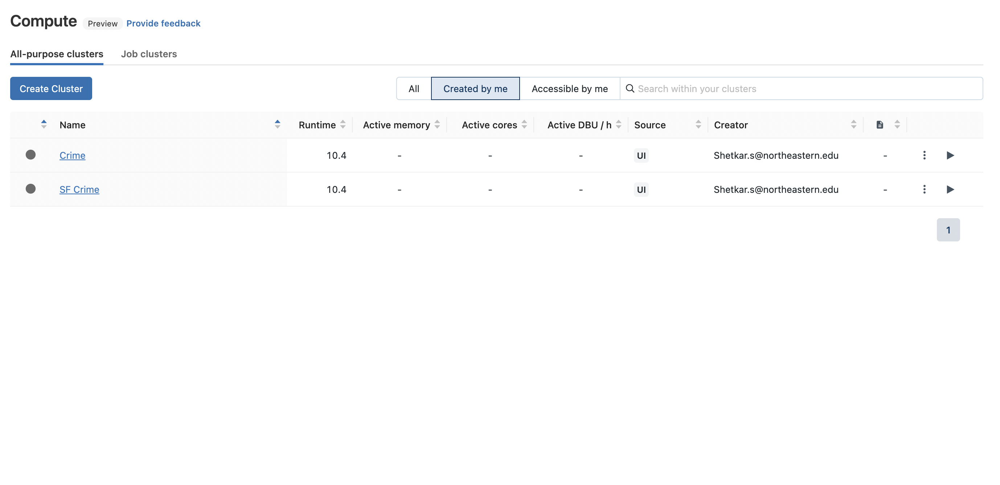 Compute Preview Provide feedback
All-purpose clusters Job clusters
Create Cluster All Created by me Accessible by me Search within your clusters
Name Runtime Active memory Active cores Active DBU / h Source Creator
Crime 10.4 - - - UI Shetkar.s@northeastern.edu -
SF Crime 10.4 - - - UI Shetkar.s@northeastern.edu -
1